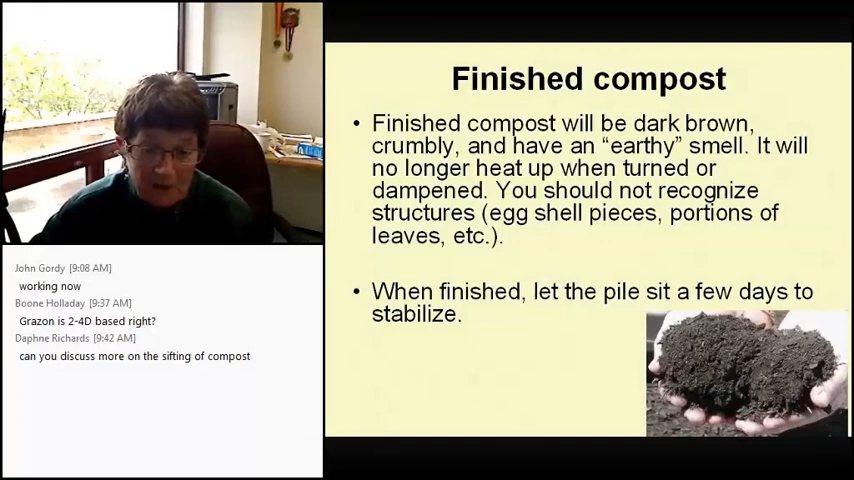 Finished compost
• Finished compost will be dark brown,
crumbly, and have an “earthy” smell. It will
no longer heat up when turned or
dampened. You should not recognize
structures (egg shell pieces, portions of
leaves, etc.).
• When finished, let the pile sit a few days to
stabilize.
John Gordy [9:08 AM]
working now
Boone Holladay [9:37 AM]
Grazon is 2-4D based right?
Daphne Richards [9:42 AM]
can you discuss more on the sifting of compost